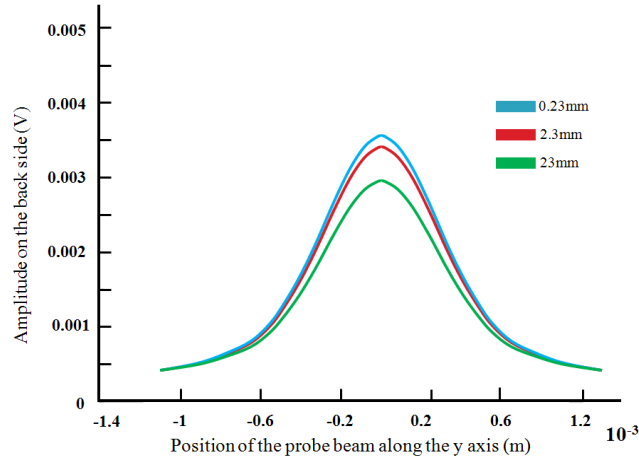 0.005
0.004
0.003
0.002
0.001
0
Amplitude on the back side (V)
0.23mm
2.3mm
23mm
-1.4
-1
-0.6
-0.2
0.2
0.6
1.2
10-3
Position of the probe beam along the y axis (m)